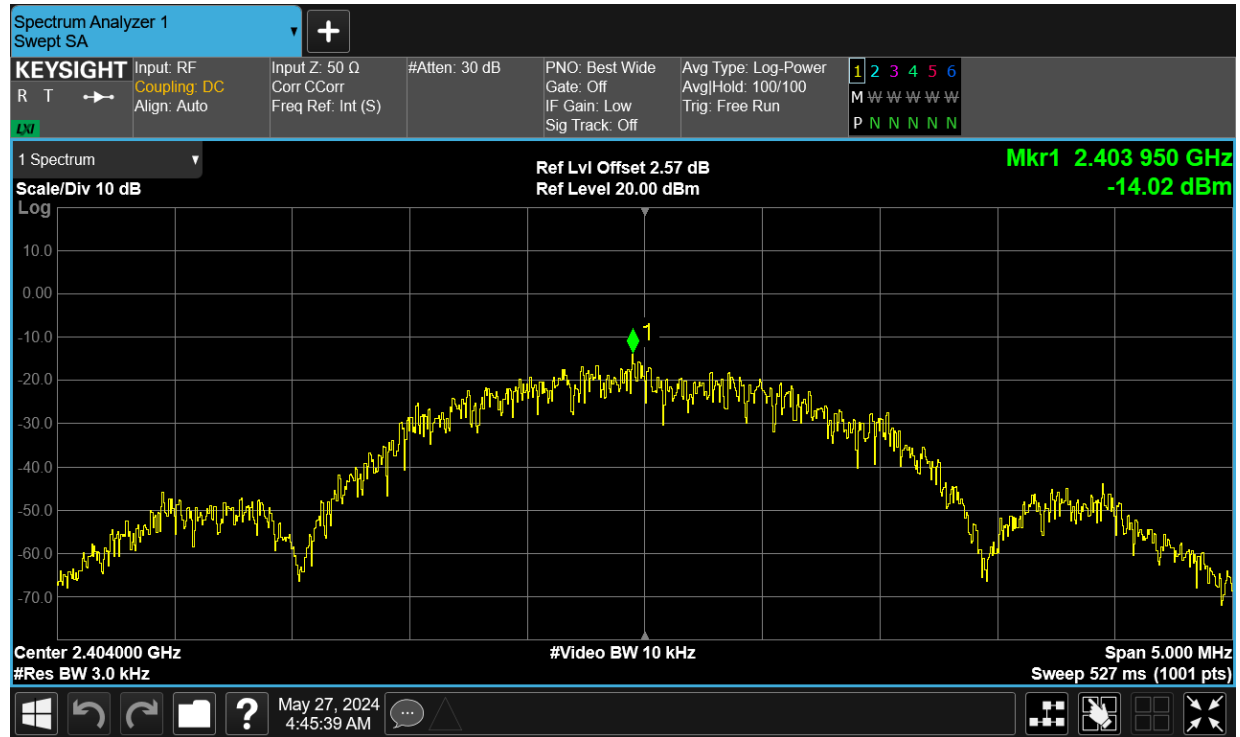 Spectrum Analyzer 1
Swept SA
+
KEYSIGHT
R T
LXI
Input: RF
Coupling: DC
Align: Auto
Input Z: 50 Ω
Corr CCorr
Freq Ref: Int (S)
#Atten: 30 dB
PNO: Best Wide
Gate: Off
IF Gain: Low
Sig Track: Off
Avg Type: Log-Power
Avg|Hold: 100/100
Trig: Free Run
1 2 3 4 5 6
M W W W W W
P N N N N N
1 Spectrum
Scale/Div 10 dB
Log
Ref Lvl Offset 2.57 dB
Ref Level 20.00 dBm
Mkr1 2.403 950 GHz
-14.02 dBm
10.0
0.00
-10.0
-20.0
-30.0
-40.0
-50.0
-60.0
-70.0
1
Center 2.404000 GHz
#Res BW 3.0 kHz
#Video BW 10 kHz
Span 5.000 MHz
Sweep 527 ms (1001 pts)
?
May 27, 2024
4:45:39 AM